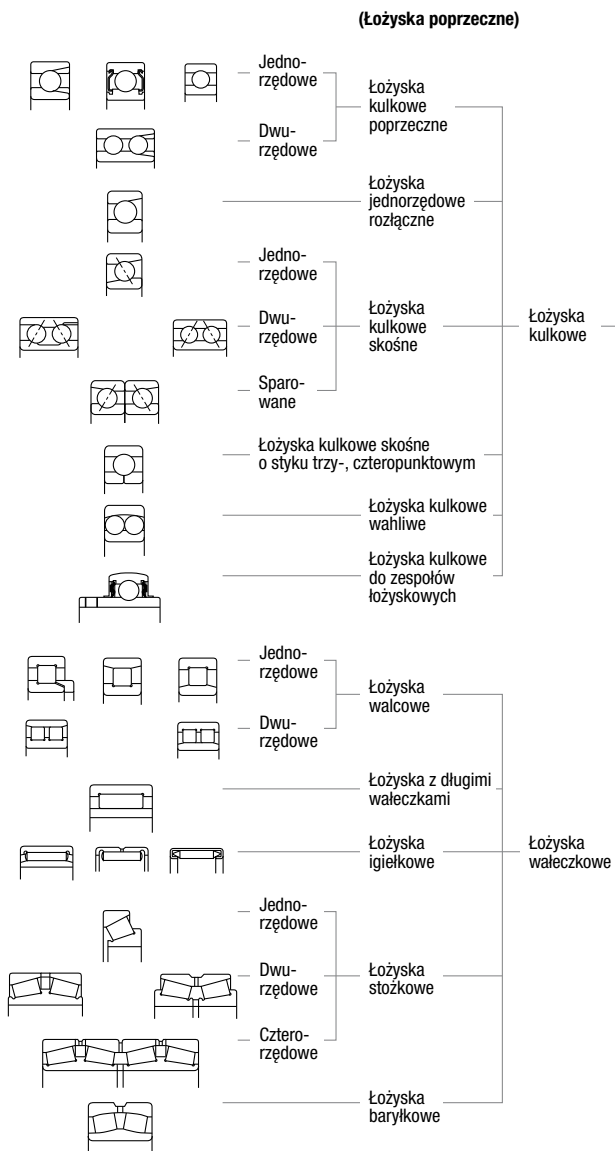 (Łożyska poprzeczne)
Jedno-
rzędowe
Łożyska
kulkowe
poprzeczne
Dwu-
rzędowe
Łożyska
jednorzędowe
rozłączne
Jedno-
rzędowe
Dwu-
rzędowe
Łożyska
kulkowe
skośne
Łożyska
kulkowe
Sparo-
wane
Łożyska kulkowe skośne
o styku trzy-, czteropunktowym
Łożyska kulkowe
wahliwe
Łożyska kulkowe
do zespołów
łożyskowych
Jedno-
rzędowe
Łożyska
walcowe
Dwu-
rzędowe
Łożyska z długimi
wałeczkami
Łożyska
igiełkowe
Łożyska
wałeczkowe
Jedno-
rzędowe
Dwu-
rzędowe
Łożyska
stożkowe
Cztero-
rzędowe
Łożyska
baryłkowe